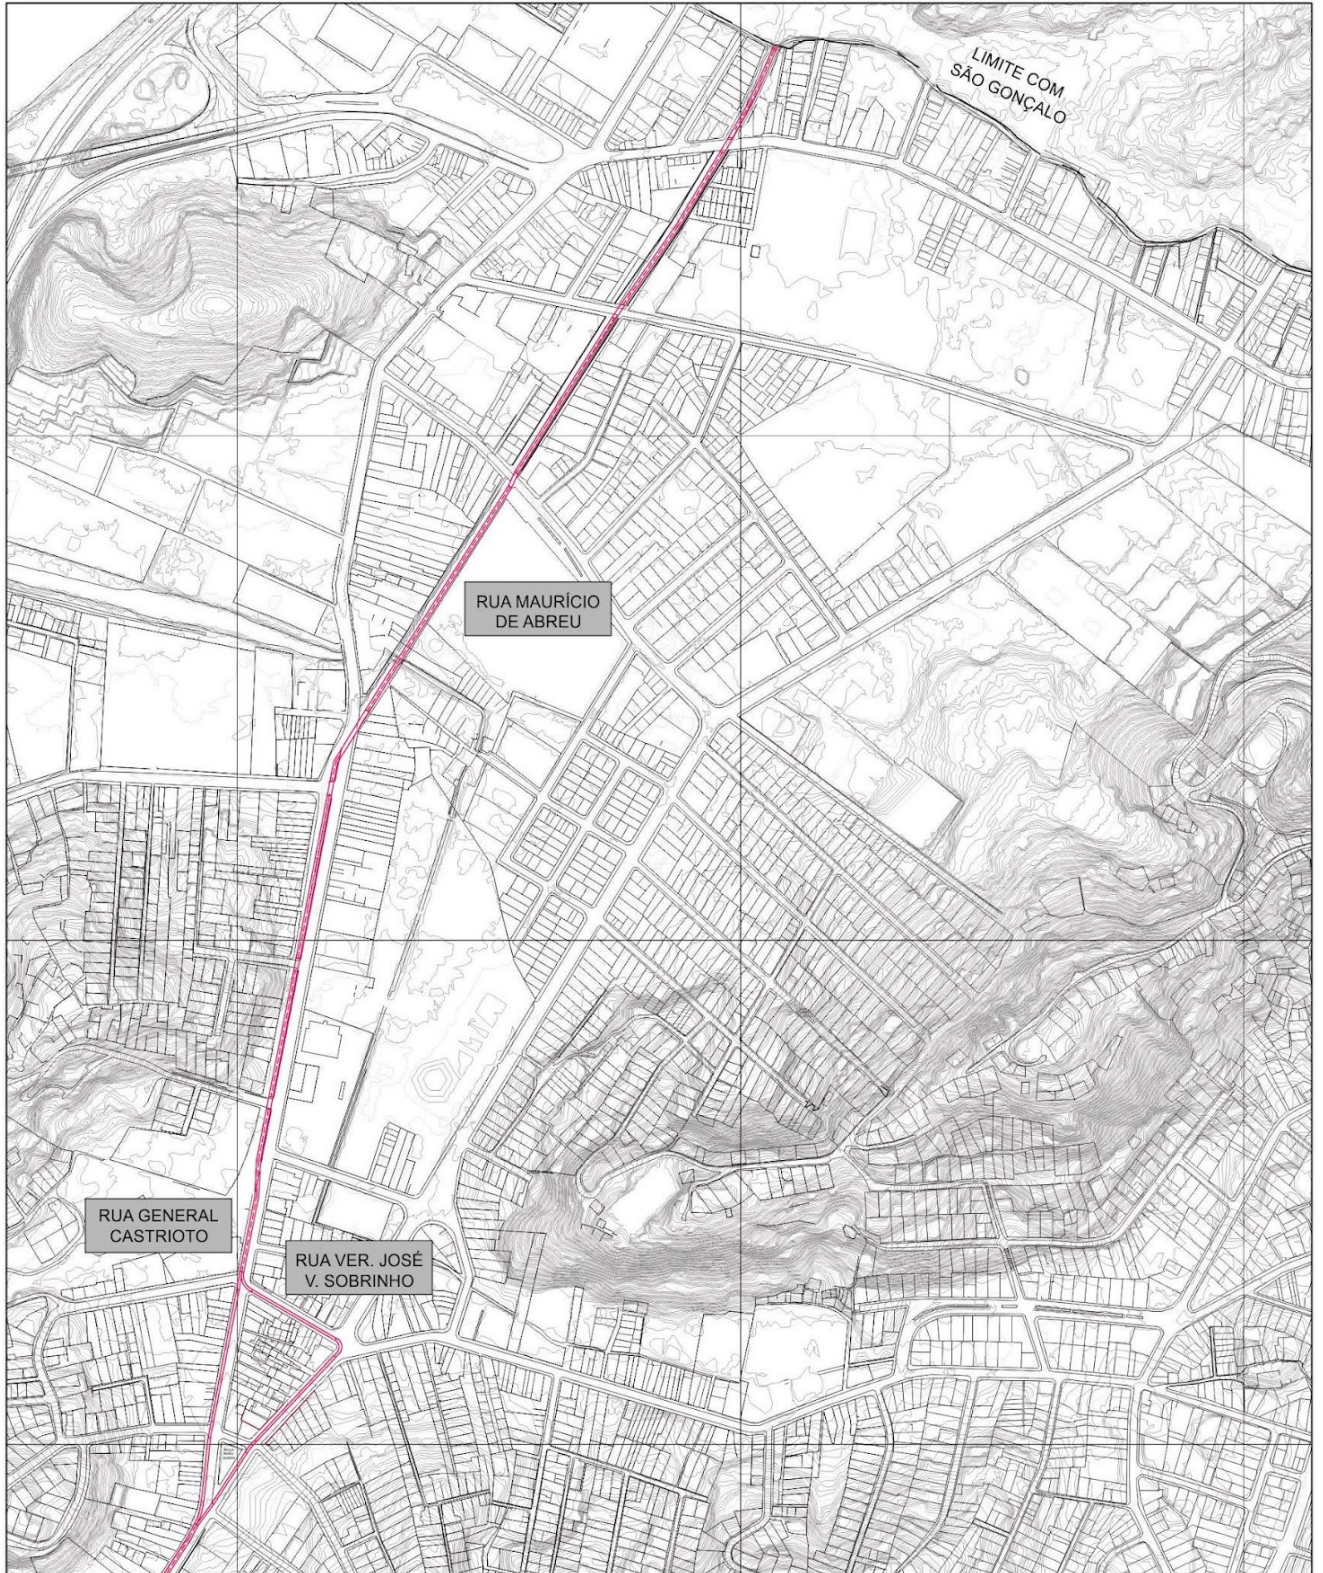 LIMITE COM
SÃO GONÇALO
RUA MAURÍCIO
DE ABREU
RUA GENERAL
CASTRIOTO
RUA VER. JOSÉ
V. SOBRINHO